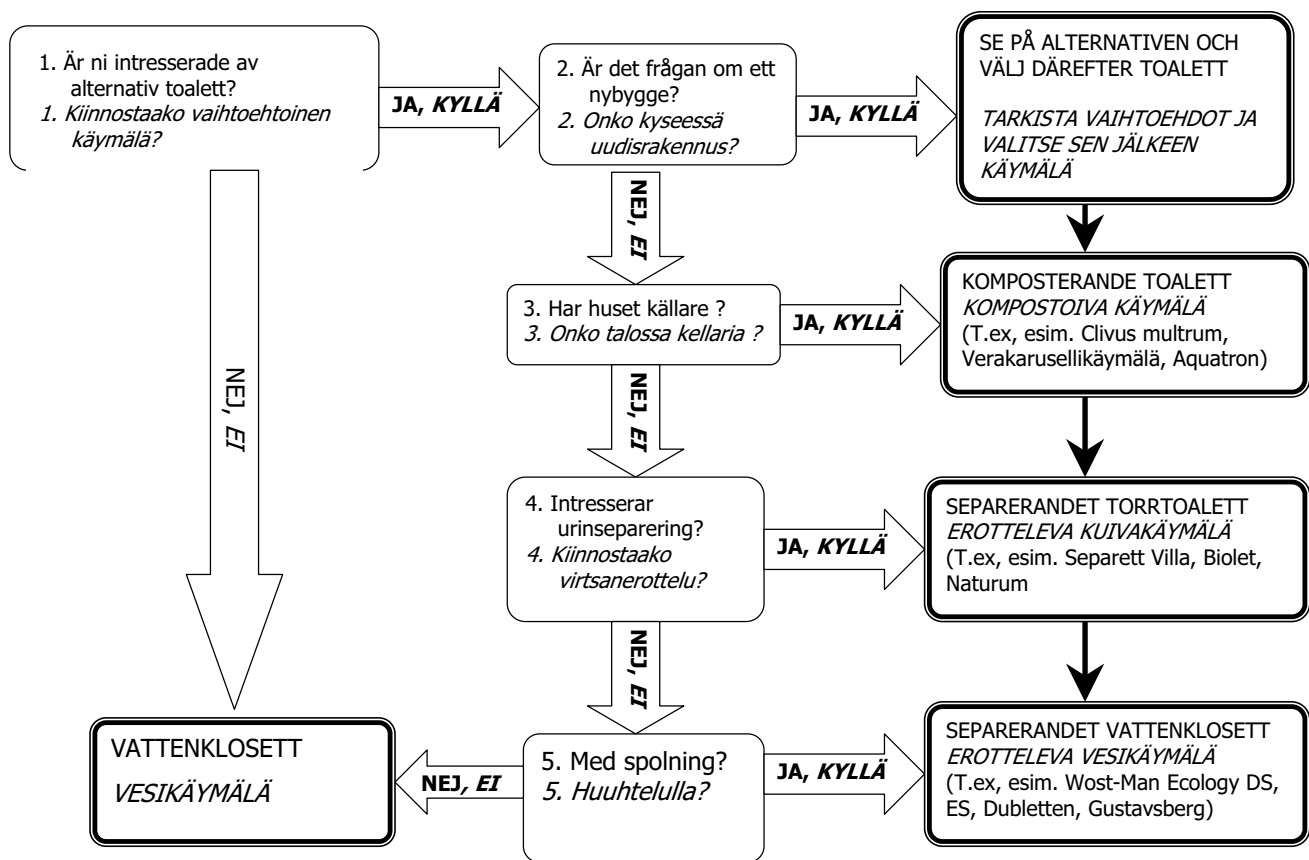 1. Är ni intresserade av
alternativ toalett?
1. Kiinnostaako vaihtoehtoinen
käymälä?
JA, KYLLÄ
2. Är det frågan om ett
nybygge?
2. Onko kyseessä
uudisrakennus?
JA, KYLLÄ
SE PÅ ALTERNATIVEN OCH
VÄLJ DÄREFTER TOALETT
TARKISTA VAIHTOEHDOT JA
VALITSE SEN JÄLKEEN
KÄYMÄLÄ
NEJ, EI
NEJ, EI
3. Har huset källare ?
3. Onko talossa kellaria ?
JA, KYLLÄ
KOMPOSTERANDE TOALETT
KOMPOSTOIVA KÄYMÄLÄ
(T.ex, esim. Clivus multrum,
Verakarusellikäymälä, Aquatron)
NEJ, EI
4. Intresserar
urinseparering?
4. Kiinnostaako
virtsanerottelu?
JA, KYLLÄ
SEPARERANDET TORRTOALETT
EROTTELEVA KUIVAKÄYMÄLÄ
(T.ex, esim. Separett Villa, Biolet,
Naturum
NEJ, EI
VATTENKLOSETT
VESIKÄYMÄLÄ
NEJ, EI
5. Med spolning?
5. Huuhtelulla?
JA, KYLLÄ
SEPARERANDET VATTENKLOSETT
EROTTELEVA VESIKÄYMÄLÄ
(T.ex, esim. Wost-Man Ecology DS,
ES, Dubletten, Gustavsberg)